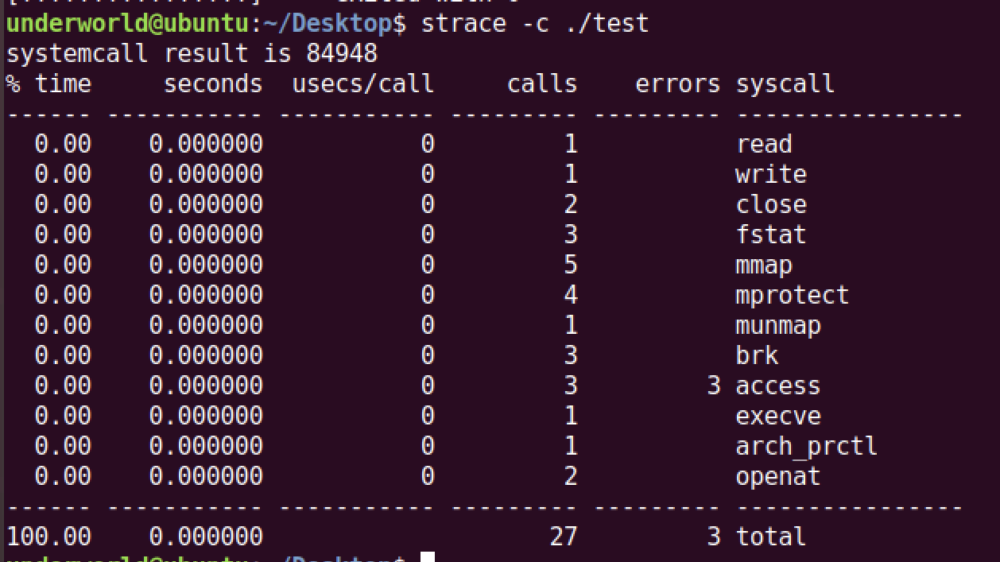 underworld@ubuntu:~/Desktop$ strace -c ./test
systemcall result is 84948
% time     seconds  usecs/call     calls    errors syscall
------ ----------- ----------- --------- --------- ----------------
  0.00    0.000000           0         1           read
  0.00    0.000000           0         1           write
  0.00    0.000000           0         2           close
  0.00    0.000000           0         3           fstat
  0.00    0.000000           0         5           mmap
  0.00    0.000000           0         4           mprotect
  0.00    0.000000           0         1           munmap
  0.00    0.000000           0         3           brk
  0.00    0.000000           0         3         3 access
  0.00    0.000000           0         1           execve
  0.00    0.000000           0         1           arch_prctl
  0.00    0.000000           0         2           openat
------ ----------- ----------- --------- --------- ----------------
100.00    0.000000                    27         3 total
underworld@ubuntu:~/Desktop$